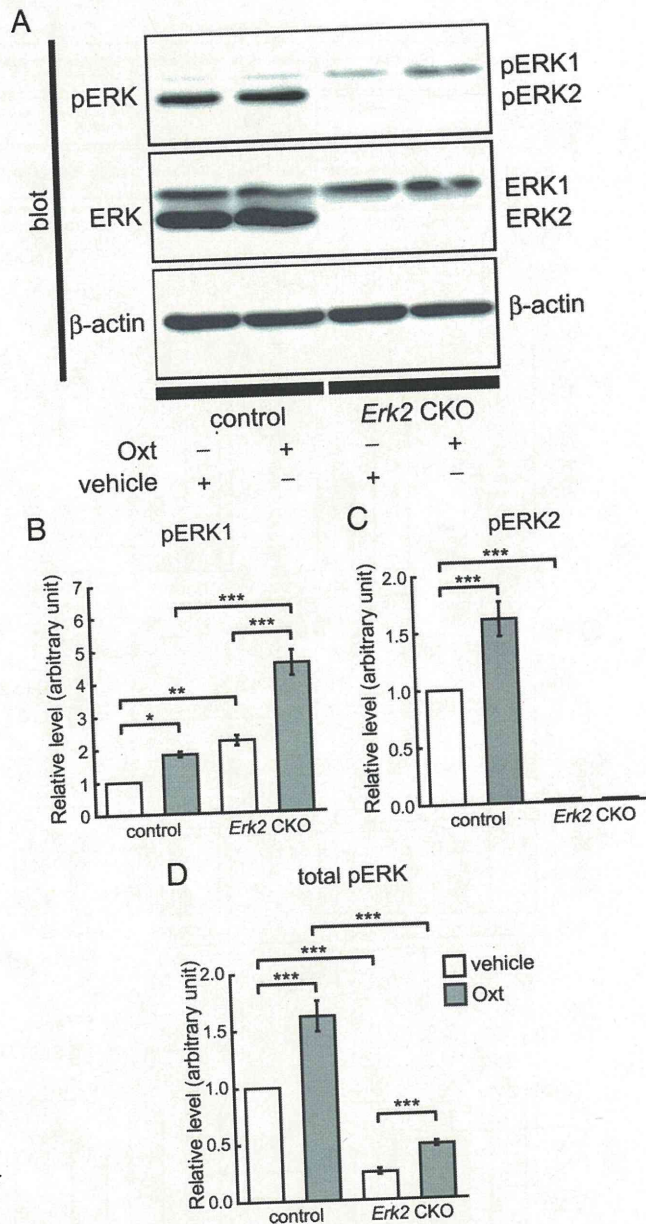 A
pERK
pERK1
pERK2
blot
ERK
ERK1
ERK2
β-actin
β-actin
control
Erk2 CKO
Oxt − + − +
vehicle + − + −
B
pERK1
Relative level (arbitrary unit)
7
6
5
4
3
2
1
0
***
***
**
*
control
Erk2 CKO
C
pERK2
Relative level (arbitrary unit)
2.0
1.5
1.0
0.5
0.0
***
***
control
Erk2 CKO
D
total pERK
Relative level (arbitrary unit)
2.0
1.5
1.0
0.5
0.0
***
***
***
***
vehicle
Oxt
control
Erk2 CKO